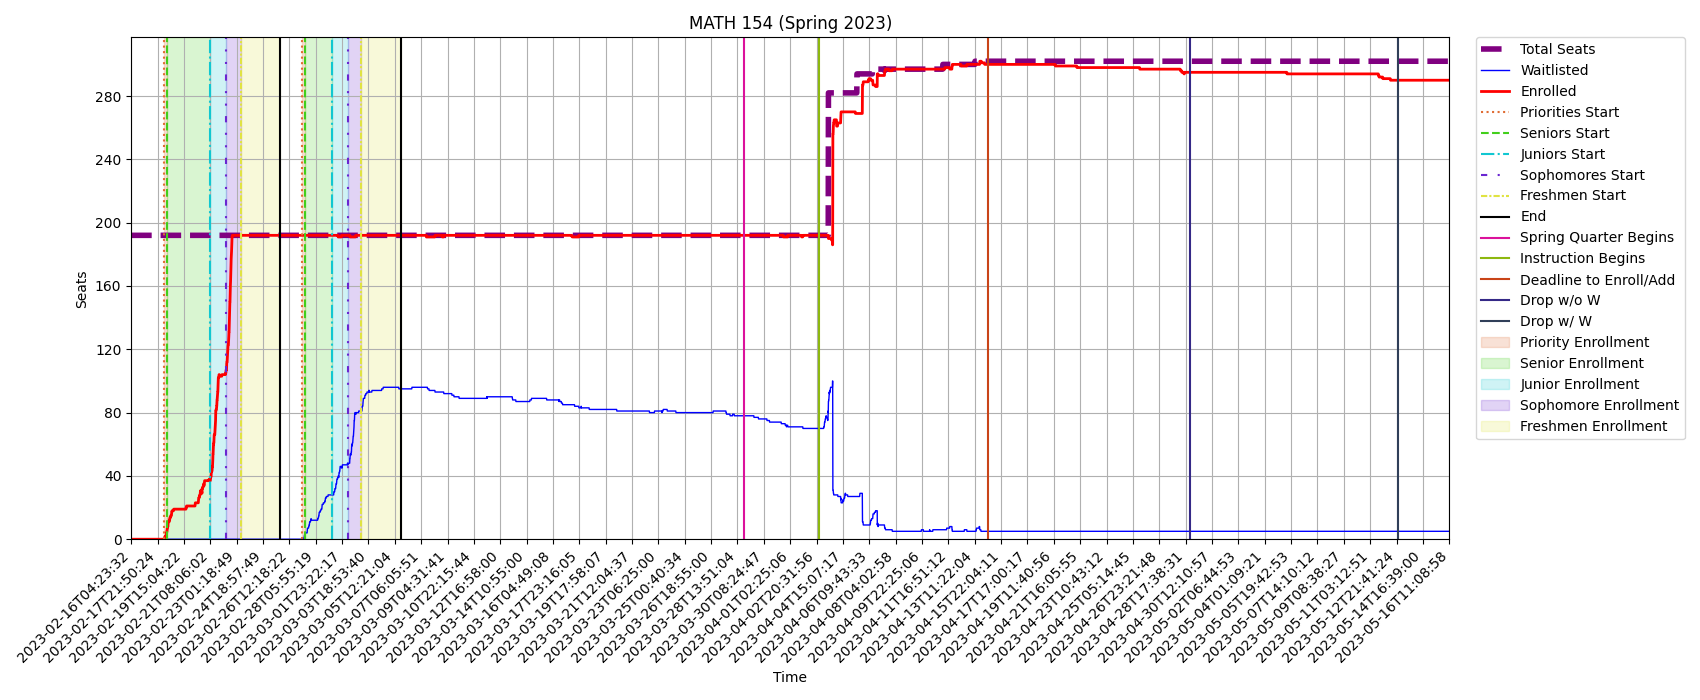 MATH 154 (Spring 2023)
Seats
280
240
200
160
120
80
40
0
2023-02-16T04:23:32
2023-02-17T21:50:24
2023-02-19T15:04:22
2023-02-21T08:06:02
2023-02-23T01:18:49
2023-02-24T18:57:49
2023-02-26T12:18:22
2023-02-28T05:55:19
2023-03-01T23:22:17
2023-03-03T18:53:40
2023-03-05T12:21:04
2023-03-07T06:05:51
2023-03-09T04:31:41
2023-03-10T22:15:44
2023-03-12T16:58:00
2023-03-14T10:55:00
2023-03-16T04:49:08
2023-03-17T23:16:05
2023-03-19T17:58:07
2023-03-21T12:04:37
2023-03-23T06:25:00
2023-03-25T00:40:34
2023-03-26T18:55:00
2023-03-28T13:51:04
2023-03-30T08:24:47
2023-04-01T02:25:06
2023-04-02T20:31:56
2023-04-04T15:07:17
2023-04-06T09:43:33
2023-04-08T04:02:58
2023-04-09T22:25:06
2023-04-11T16:51:12
2023-04-13T11:22:04
2023-04-15T22:04:11
2023-04-17T17:00:17
2023-04-19T11:40:56
2023-04-21T16:05:55
2023-04-23T10:43:12
2023-04-25T05:14:45
2023-04-26T23:21:48
2023-04-28T17:38:31
2023-04-30T12:10:57
2023-05-02T06:44:53
2023-05-04T01:09:21
2023-05-05T19:42:53
2023-05-07T14:10:12
2023-05-09T08:38:27
2023-05-11T03:12:51
2023-05-12T21:41:24
2023-05-14T16:39:00
2023-05-16T11:08:58
Time
Total Seats
Waitlisted
Enrolled
Priorities Start
Seniors Start
Juniors Start
Sophomores Start
Freshmen Start
End
Spring Quarter Begins
Instruction Begins
Deadline to Enroll/Add
Drop w/o W
Drop w/ W
Priority Enrollment
Senior Enrollment
Junior Enrollment
Sophomore Enrollment
Freshmen Enrollment